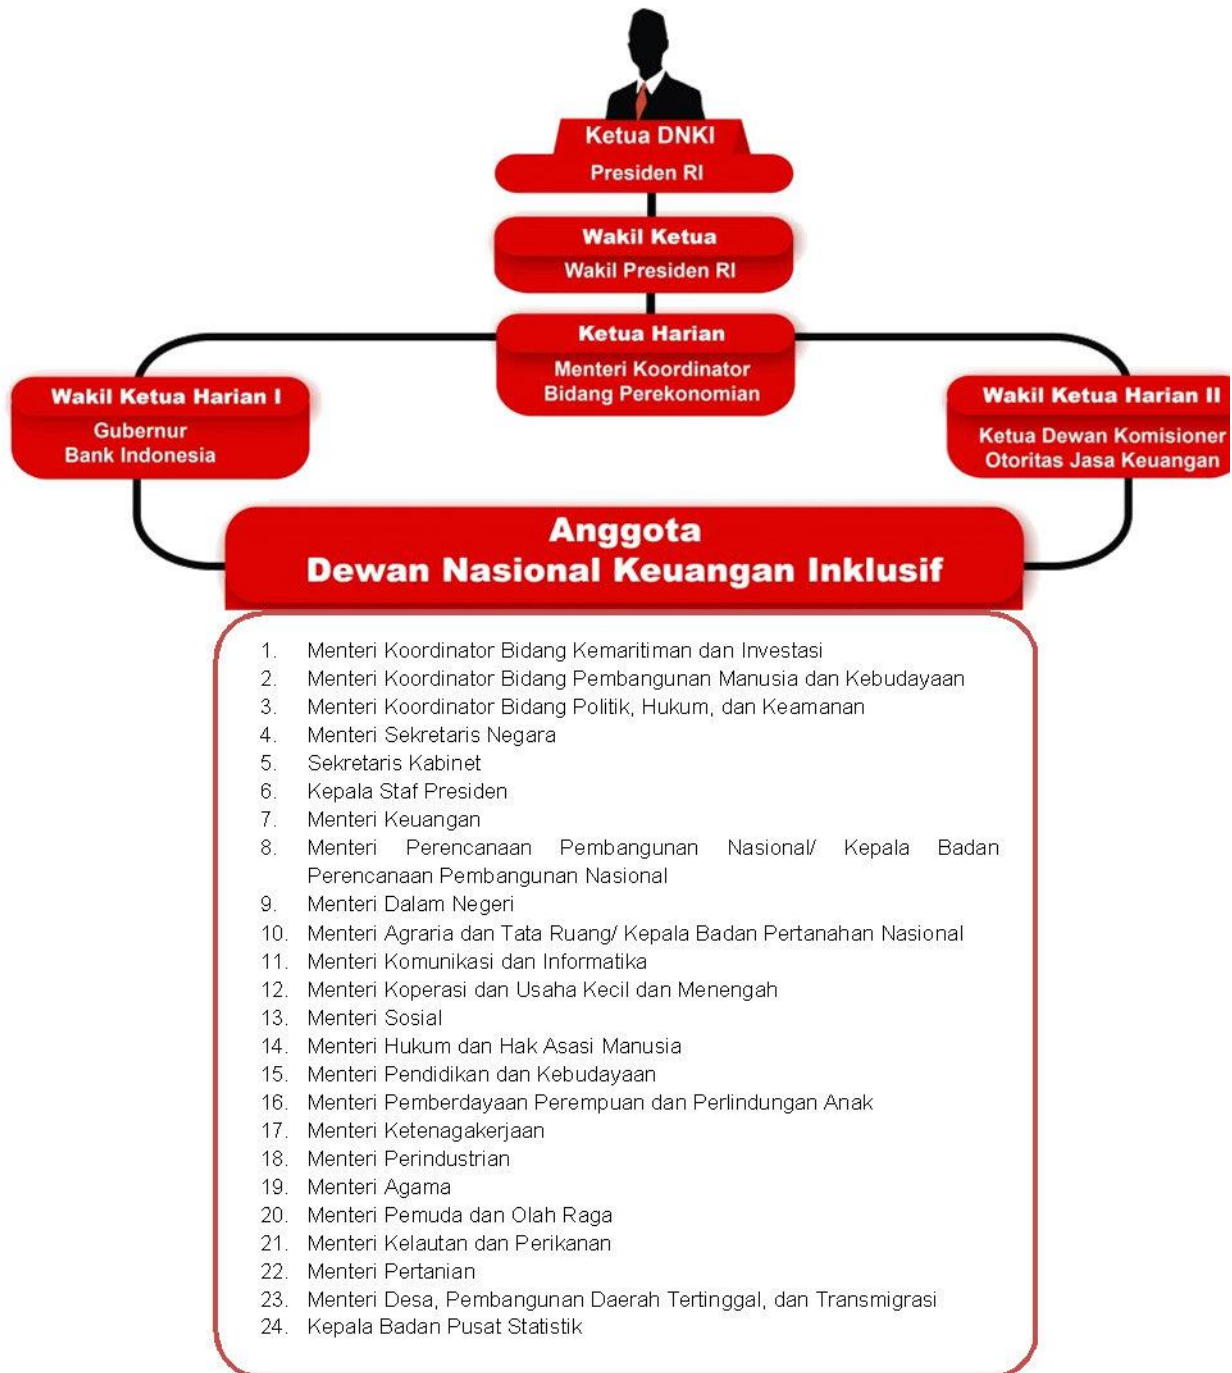 Ketua DNKI
Presiden RI
Wakil Ketua
Wakil Presiden RI
Ketua Harian
Menteri Koordinator
Bidang Perekonomian
Wakil Ketua Harian I
Gubernur
Bank Indonesia
Wakil Ketua Harian II
Ketua Dewan Komisioner
Otoritas Jasa Keuangan
Anggota
Dewan Nasional Keuangan Inklusif
1. Menteri Koordinator Bidang Kemaritiman dan Investasi
2. Menteri Koordinator Bidang Pembangunan Manusia dan Kebudayaan
3. Menteri Koordinator Bidang Politik, Hukum, dan Keamanan
4. Menteri Sekretaris Negara
5. Sekretaris Kabinet
6. Kepala Staf Presiden
7. Menteri Keuangan
8. Menteri Perencanaan Pembangunan Nasional/ Kepala Badan
Perencanaan Pembangunan Nasional
9. Menteri Dalam Negeri
10. Menteri Agraria dan Tata Ruang/ Kepala Badan Pertanahan Nasional
11. Menteri Komunikasi dan Informatika
12. Menteri Koperasi dan Usaha Kecil dan Menengah
13. Menteri Sosial
14. Menteri Hukum dan Hak Asasi Manusia
15. Menteri Pendidikan dan Kebudayaan
16. Menteri Pemberdayaan Perempuan dan Perlindungan Anak
17. Menteri Ketenagakerjaan
18. Menteri Perindustrian
19. Menteri Agama
20. Menteri Pemuda dan Olah Raga
21. Menteri Kelautan dan Perikanan
22. Menteri Pertanian
23. Menteri Desa, Pembangunan Daerah Tertinggal, dan Transmigrasi
24. Kepala Badan Pusat Statistik